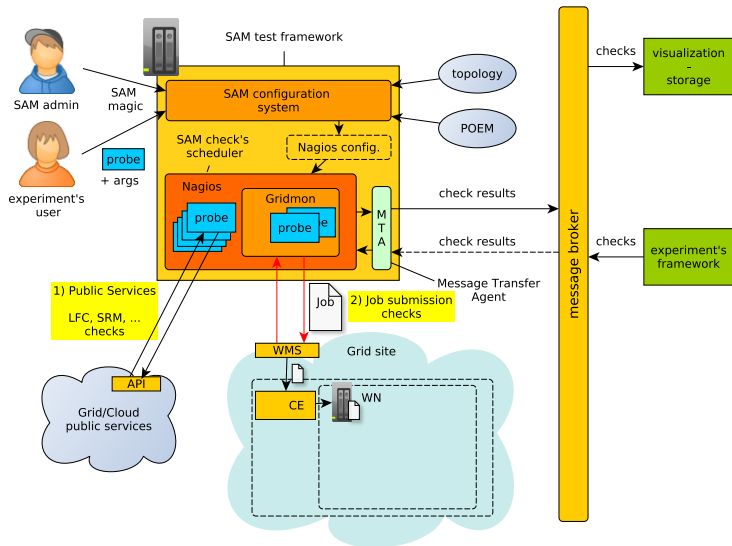 SAM test framework
SAM admin
SAM
magic
SAM configuration
system
topology
POEM
checks
visualization
–
storage
experiment's
user
probe
+ args
SAM check's
scheduler
Nagios config.
Nagios
probe
Gridmon
probe
be
M
T
A
check results
check results
message broker
checks
experiment's
framework
Message Transfer
Agent
1) Public Services
LFC, SRM, ...
checks
Job
2) Job submission
checks
WMS
Grid site
API
Grid/Cloud
public services
CE
WN